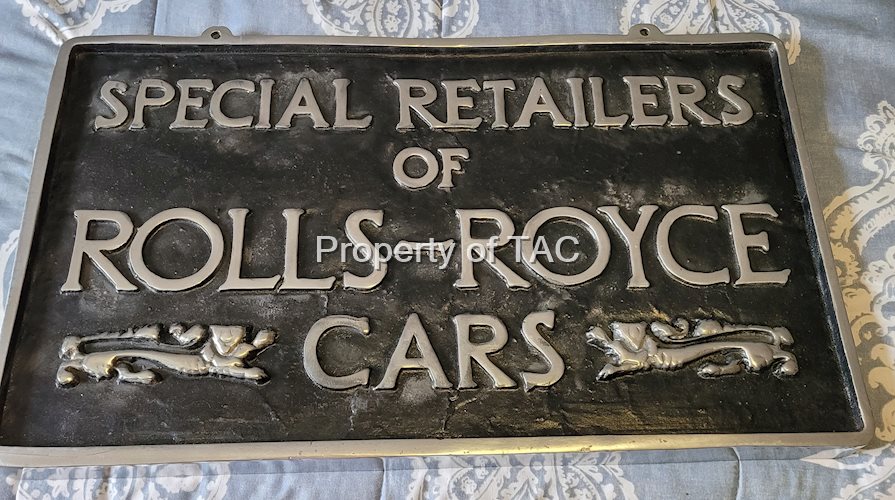 SPECIAL RETAILERS
OF
ROLLS-ROYCE
Property of TAC
CARS